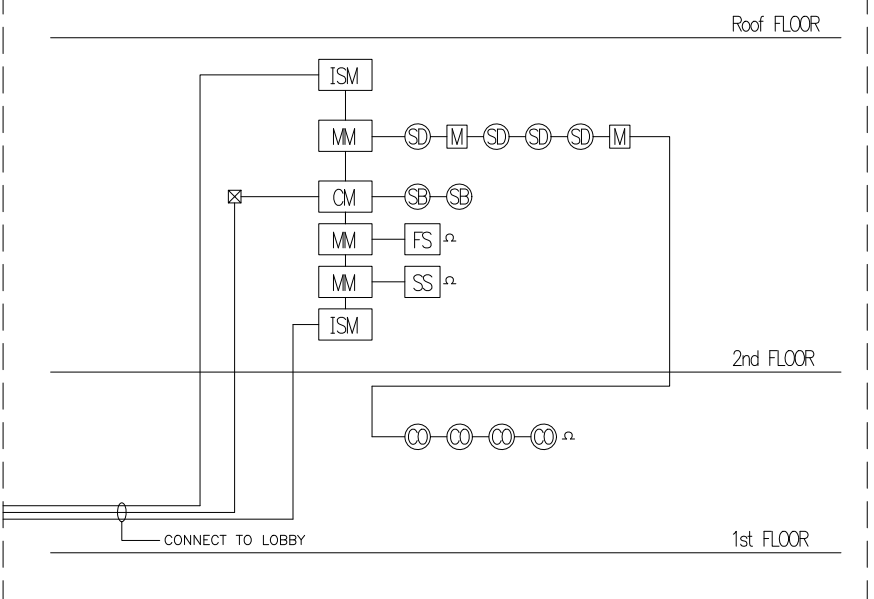 Roof FLOOR
ISM
MM SD M SD SD SD M
CM SB SB
MM FS Ω
MM SS Ω
ISM
2nd FLOOR
CO CO CO CO Ω
CONNECT TO LOBBY
1st FLOOR